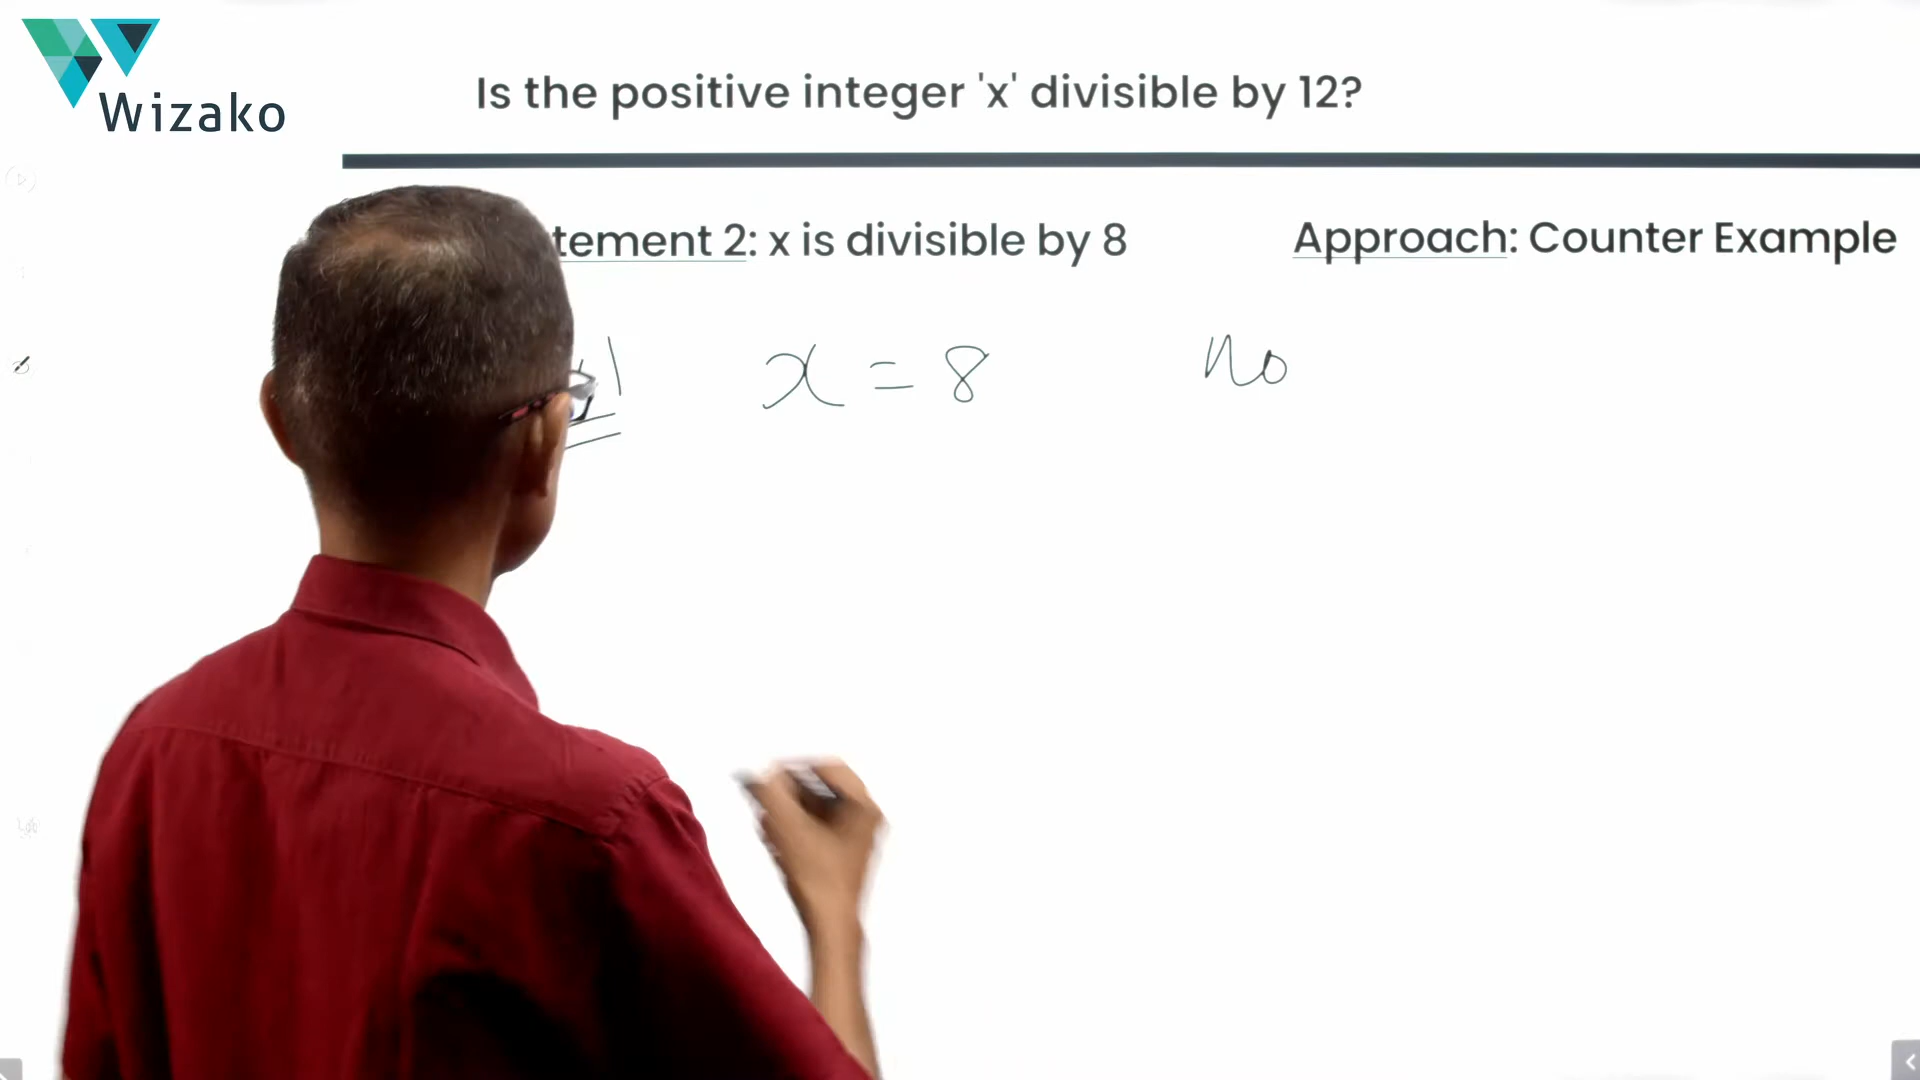 Wizako
Is the positive integer 'x' divisible by 12?
tement 2: x is divisible by 8
Approach: Counter Example
x = 8
No